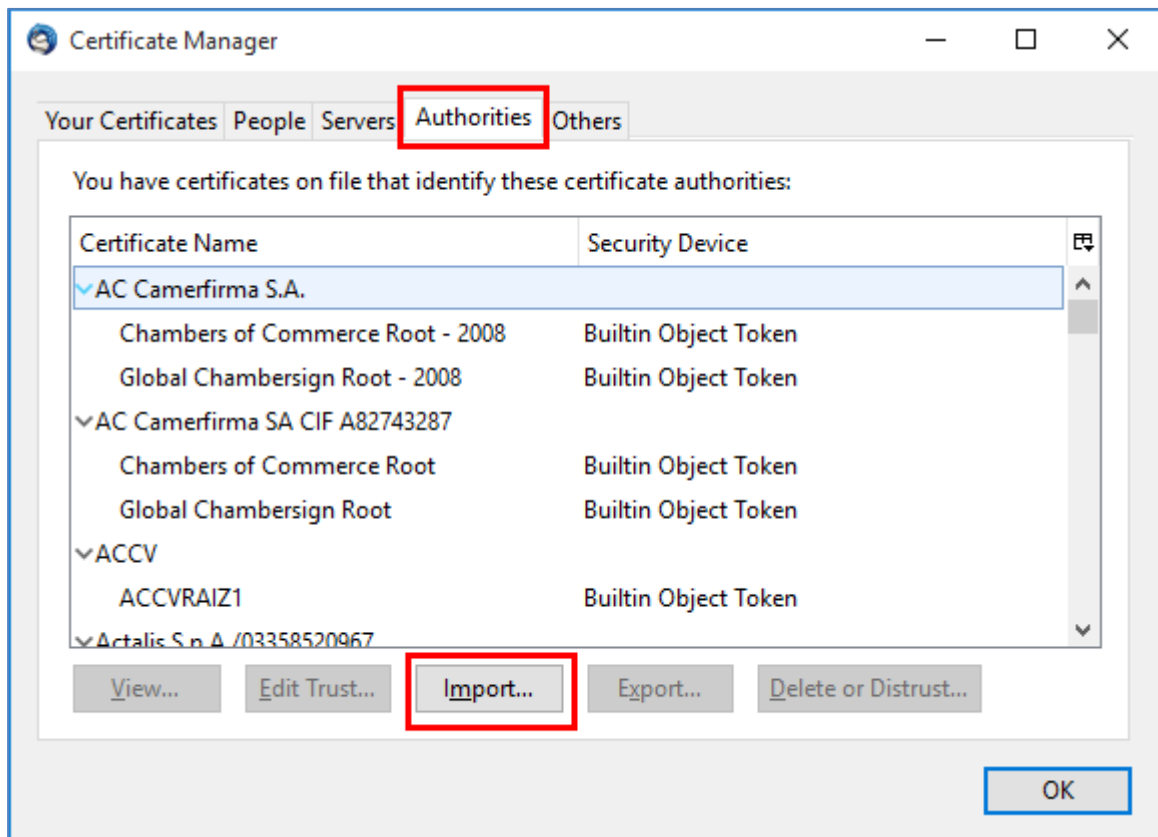 Certificate Manager
Your Certificates People Servers Authorities Others
You have certificates on file that identify these certificate authorities:
Certificate Name Security Device
AC Camerfirma S.A.
Chambers of Commerce Root - 2008 Builtin Object Token
Global Chambersign Root - 2008 Builtin Object Token
AC Camerfirma SA CIF A82743287
Chambers of Commerce Root Builtin Object Token
Global Chambersign Root Builtin Object Token
ACCV
ACCVRAIZ1 Builtin Object Token
Actalis S.p.A./03358520967
View... Edit Trust... Import... Export... Delete or Distrust...
OK